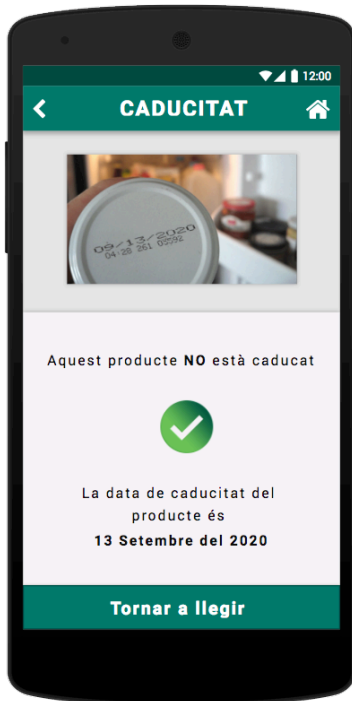 12:00
CADUCITAT
09/13/2020
04-28 261 03592
Aquest producte NO està caducat
La data de caducitat del
producte és
13 Setembre del 2020
Tornar a llegir